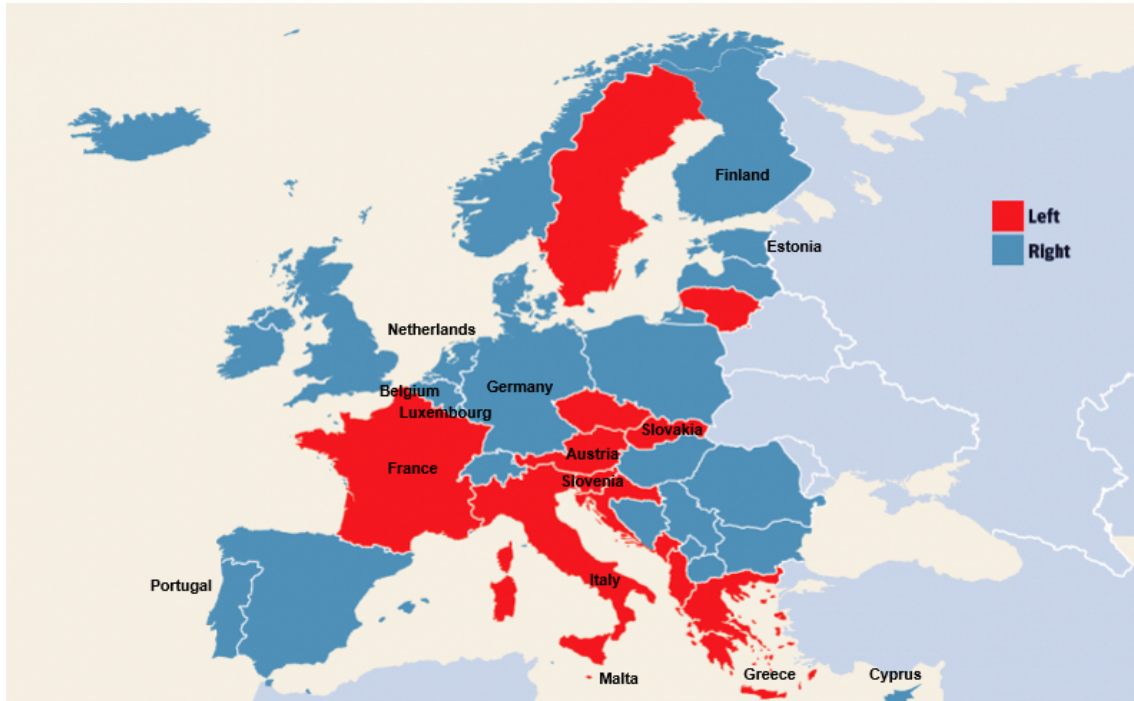 Finland
Left
Right
Estonia
Netherlands
Belgium
Germany
Luxembourg
Slovakia
Austria
France
Slovenia
Portugal
Italy
Malta
Greece
Cyprus